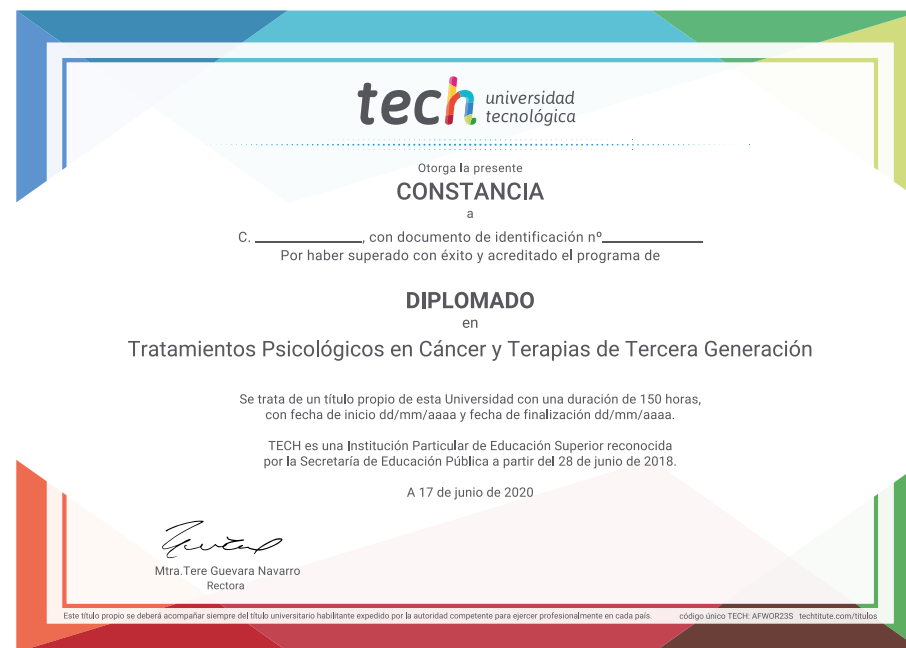 tech universidad
tecnológica
Otorga la presente
CONSTANCIA
a
C. ____________, con documento de identificación nº____________
Por haber superado con éxito y acreditado el programa de
DIPLOMADO
en
Tratamientos Psicológicos en Cáncer y Terapias de Tercera Generación
Se trata de un título propio de esta Universidad con una duración de 150 horas,
con fecha de inicio dd/mm/aaaa y fecha de finalización dd/mm/aaaa.
TECH es una Institución Particular de Educación Superior reconocida
por la Secretaría de Educación Pública a partir del 28 de junio de 2018.
A 17 de junio de 2020
Mtra.Tere Guevara Navarro
Rectora
Este título propio se deberá acompañar siempre del título universitario habilitante expedido por la autoridad competente para ejercer profesionalmente en cada país. código único TECH: AFWOR23S techtitute.com/titulos